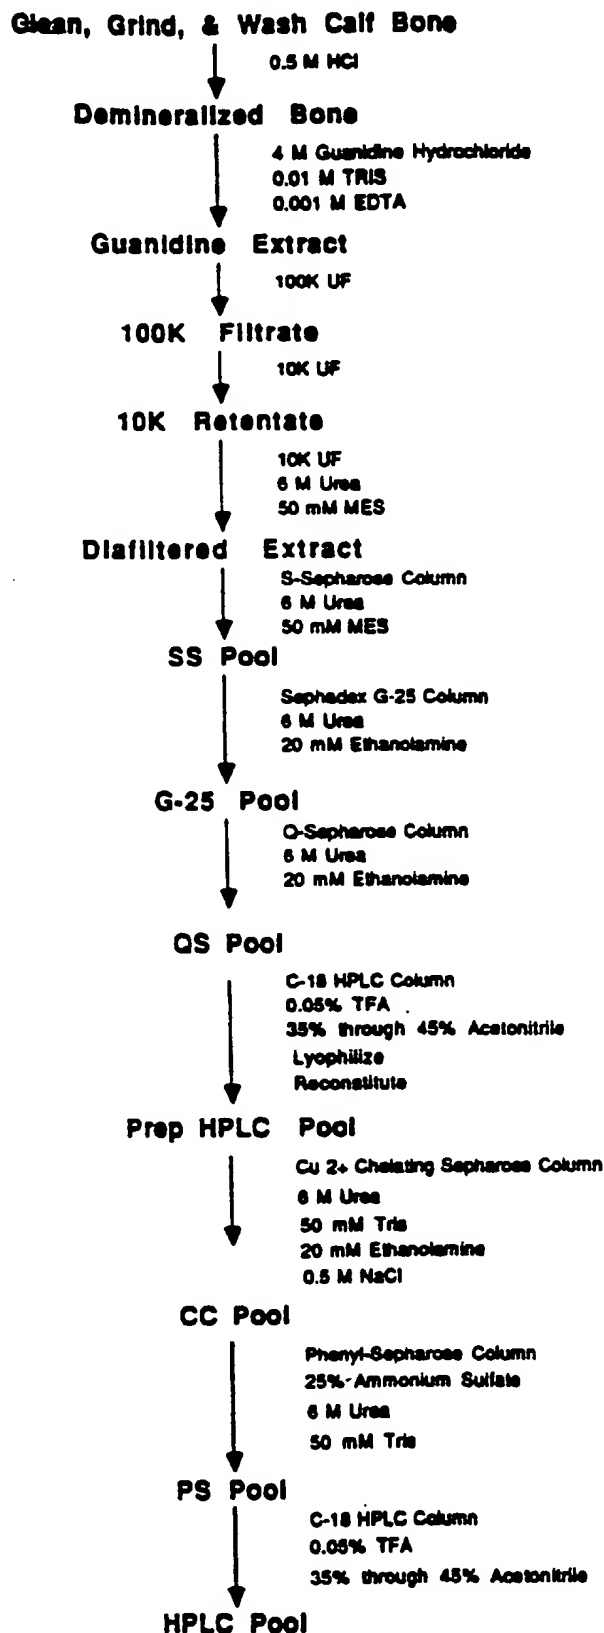 Clean, Grind, & Wash Calf Bone
0.5 M HCl
Demineralized Bone
4 M Guanidine Hydrochloride
0.01 M TRIS
0.001 M EDTA
Guanidine Extract
100K UF
100K Filtrate
10K UF
10K Retentate
10K UF
6 M Urea
50 mM MES
Diafiltered Extract
S-Sepharose Column
6 M Urea
50 mM MES
SS Pool
Sephadex G-25 Column
6 M Urea
20 mM Ethanolamine
G-25 Pool
Q-Sepharose Column
6 M Urea
20 mM Ethanolamine
QS Pool
C-18 HPLC Column
0.05% TFA
35% through 45% Acetonitrile
Lyophilize
Reconstitute
Prep HPLC Pool
Cu 2+ Chelating Sepharose Column
6 M Urea
50 mM Tris
20 mM Ethanolamine
0.5 M NaCl
CC Pool
Phenyl-Sepharose Column
25% Ammonium Sulfate
6 M Urea
50 mM Tris
PS Pool
C-18 HPLC Column
0.05% TFA
35% through 45% Acetonitrile
HPLC Pool